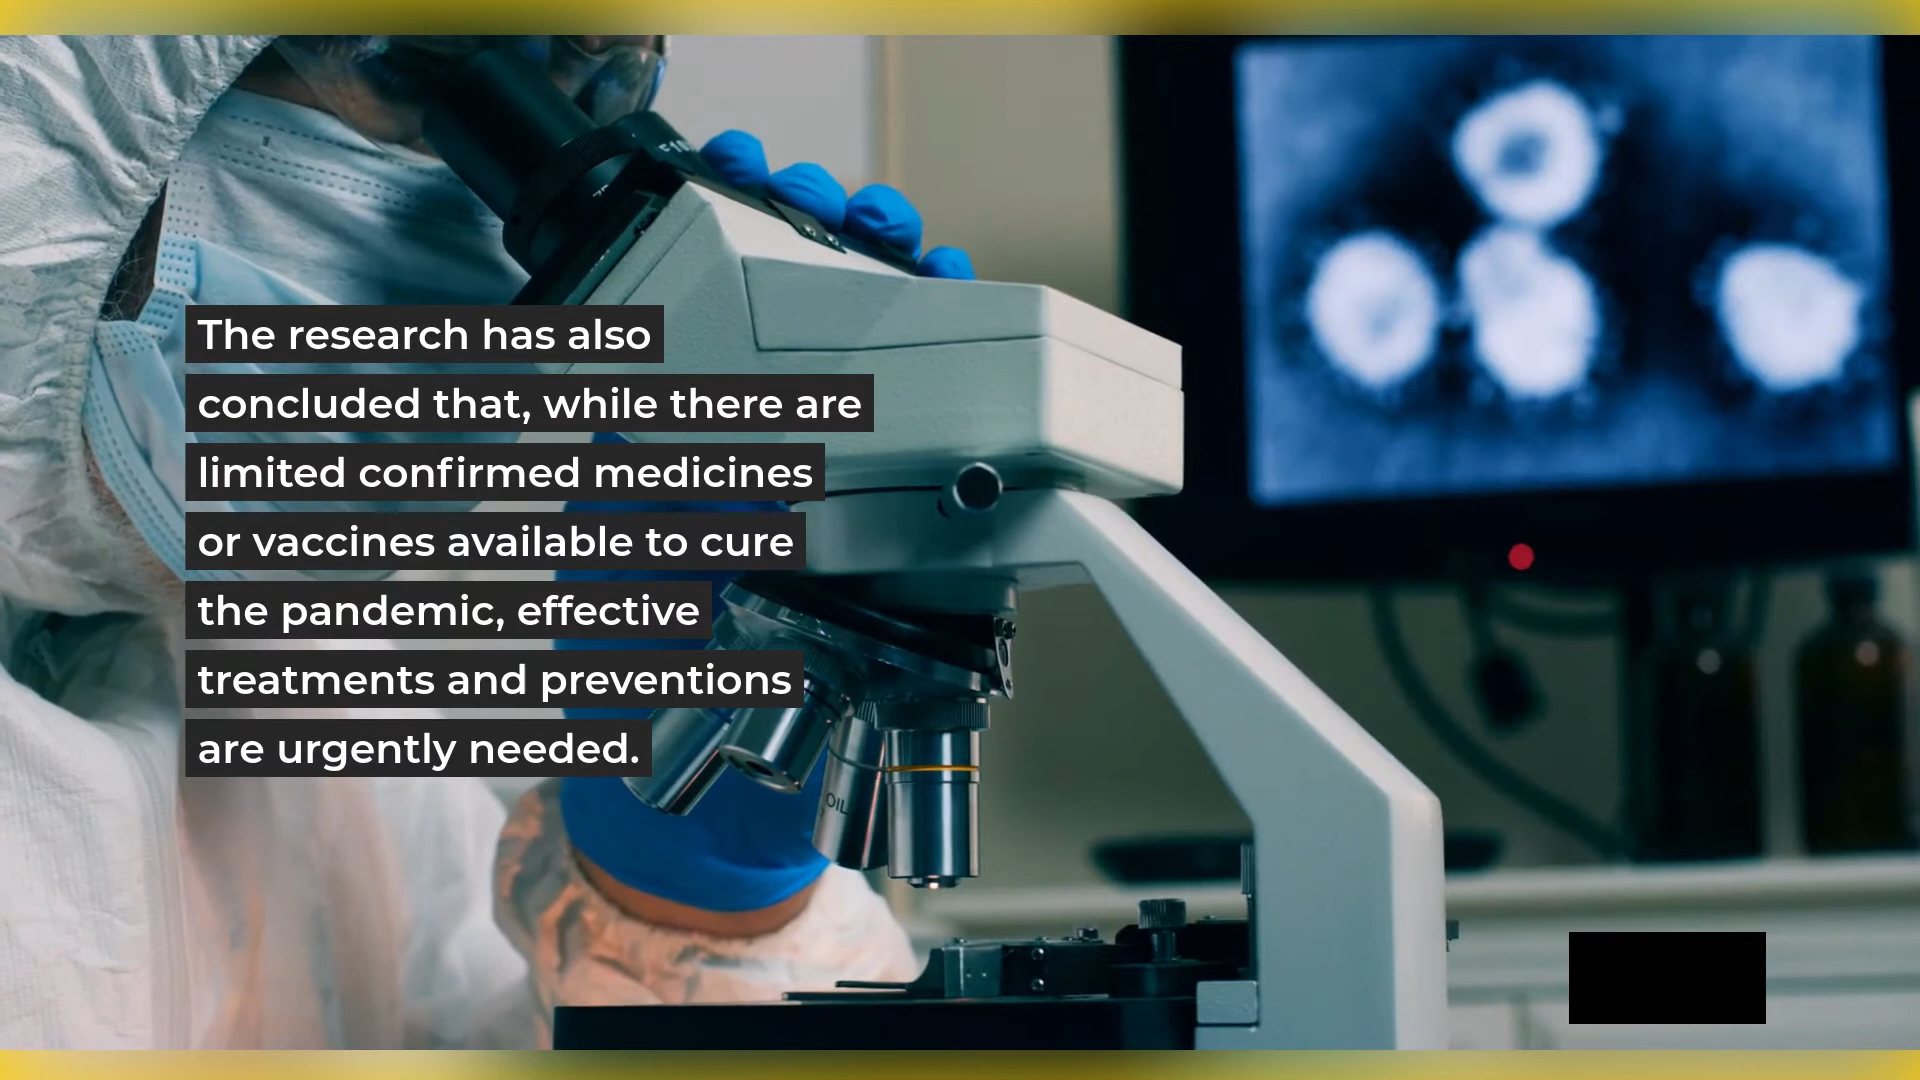 The research has also
concluded that, while there are
limited confirmed medicines
or vaccines available to cure
the pandemic, effective
treatments and preventions
are urgently needed.
OIL